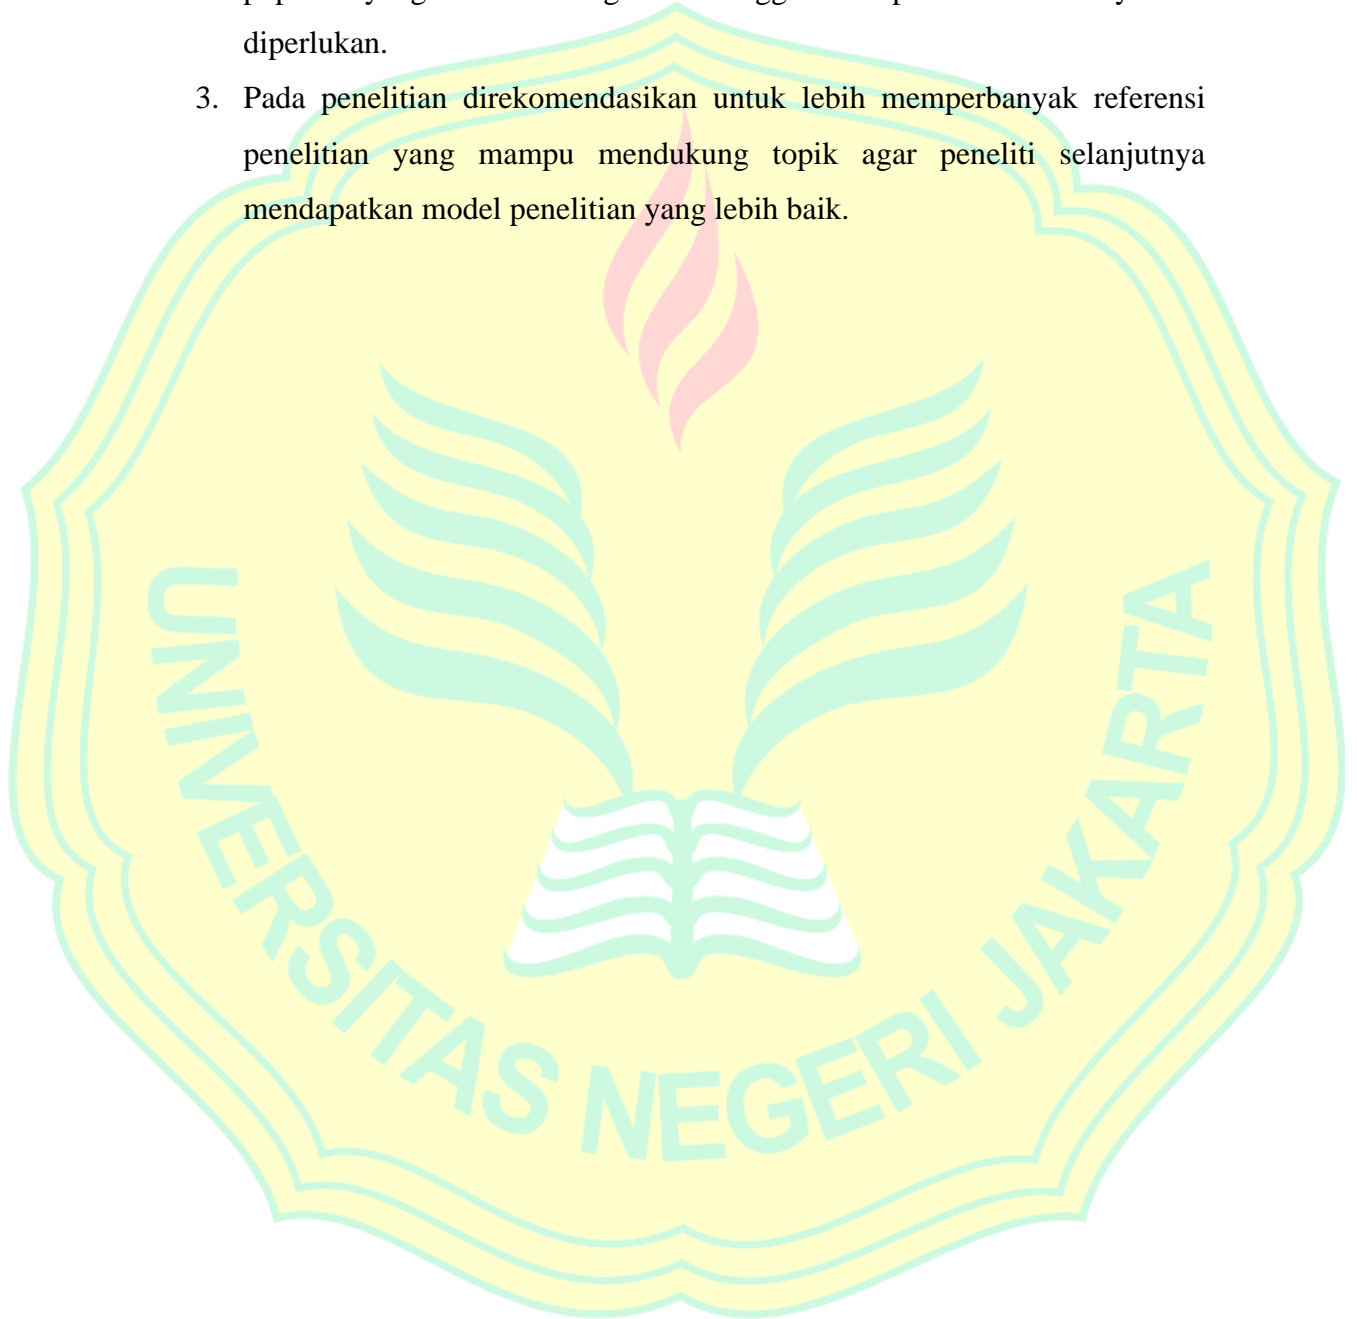 diperlukan.
3. Pada penelitian direkomendasikan untuk lebih memperbanyak referensi
penelitian yang mampu mendukung topik agar peneliti selanjutnya
mendapatkan model penelitian yang lebih baik.
UNIVERSITAS NEGERI JAKARTA